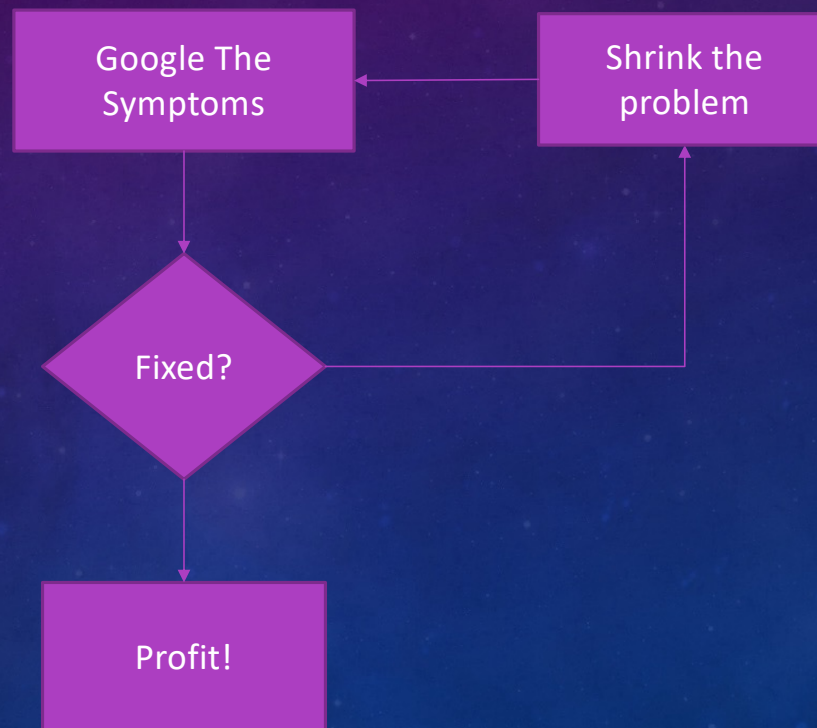 Google The
Symptoms
Shrink the
problem
Fixed?
Profit!